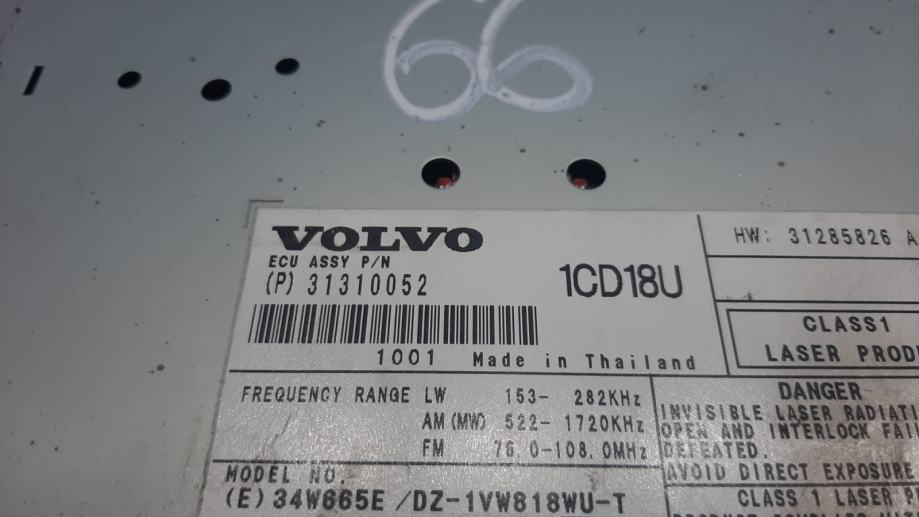 66
VOLVO
ECU ASSY P/N
(P) 31310052
1CD18U
HW: 31285826 A
CLASS1
LASER PROD
1001 Made in Thailand
FREQUENCY RANGE LW 153- 282KHz
AM (MW) 522- 1720KHz
FM 76.0-108.0MHz
DANGER
INVISIBLE LASER RADIATI
OPEN AND INTERLOCK FAI
DEFEATED.
AVOID DIRECT EXPOSURE
MODEL NO.
(E) 34W665E /DZ-1VW818WU-T
CLASS 1 LASER P